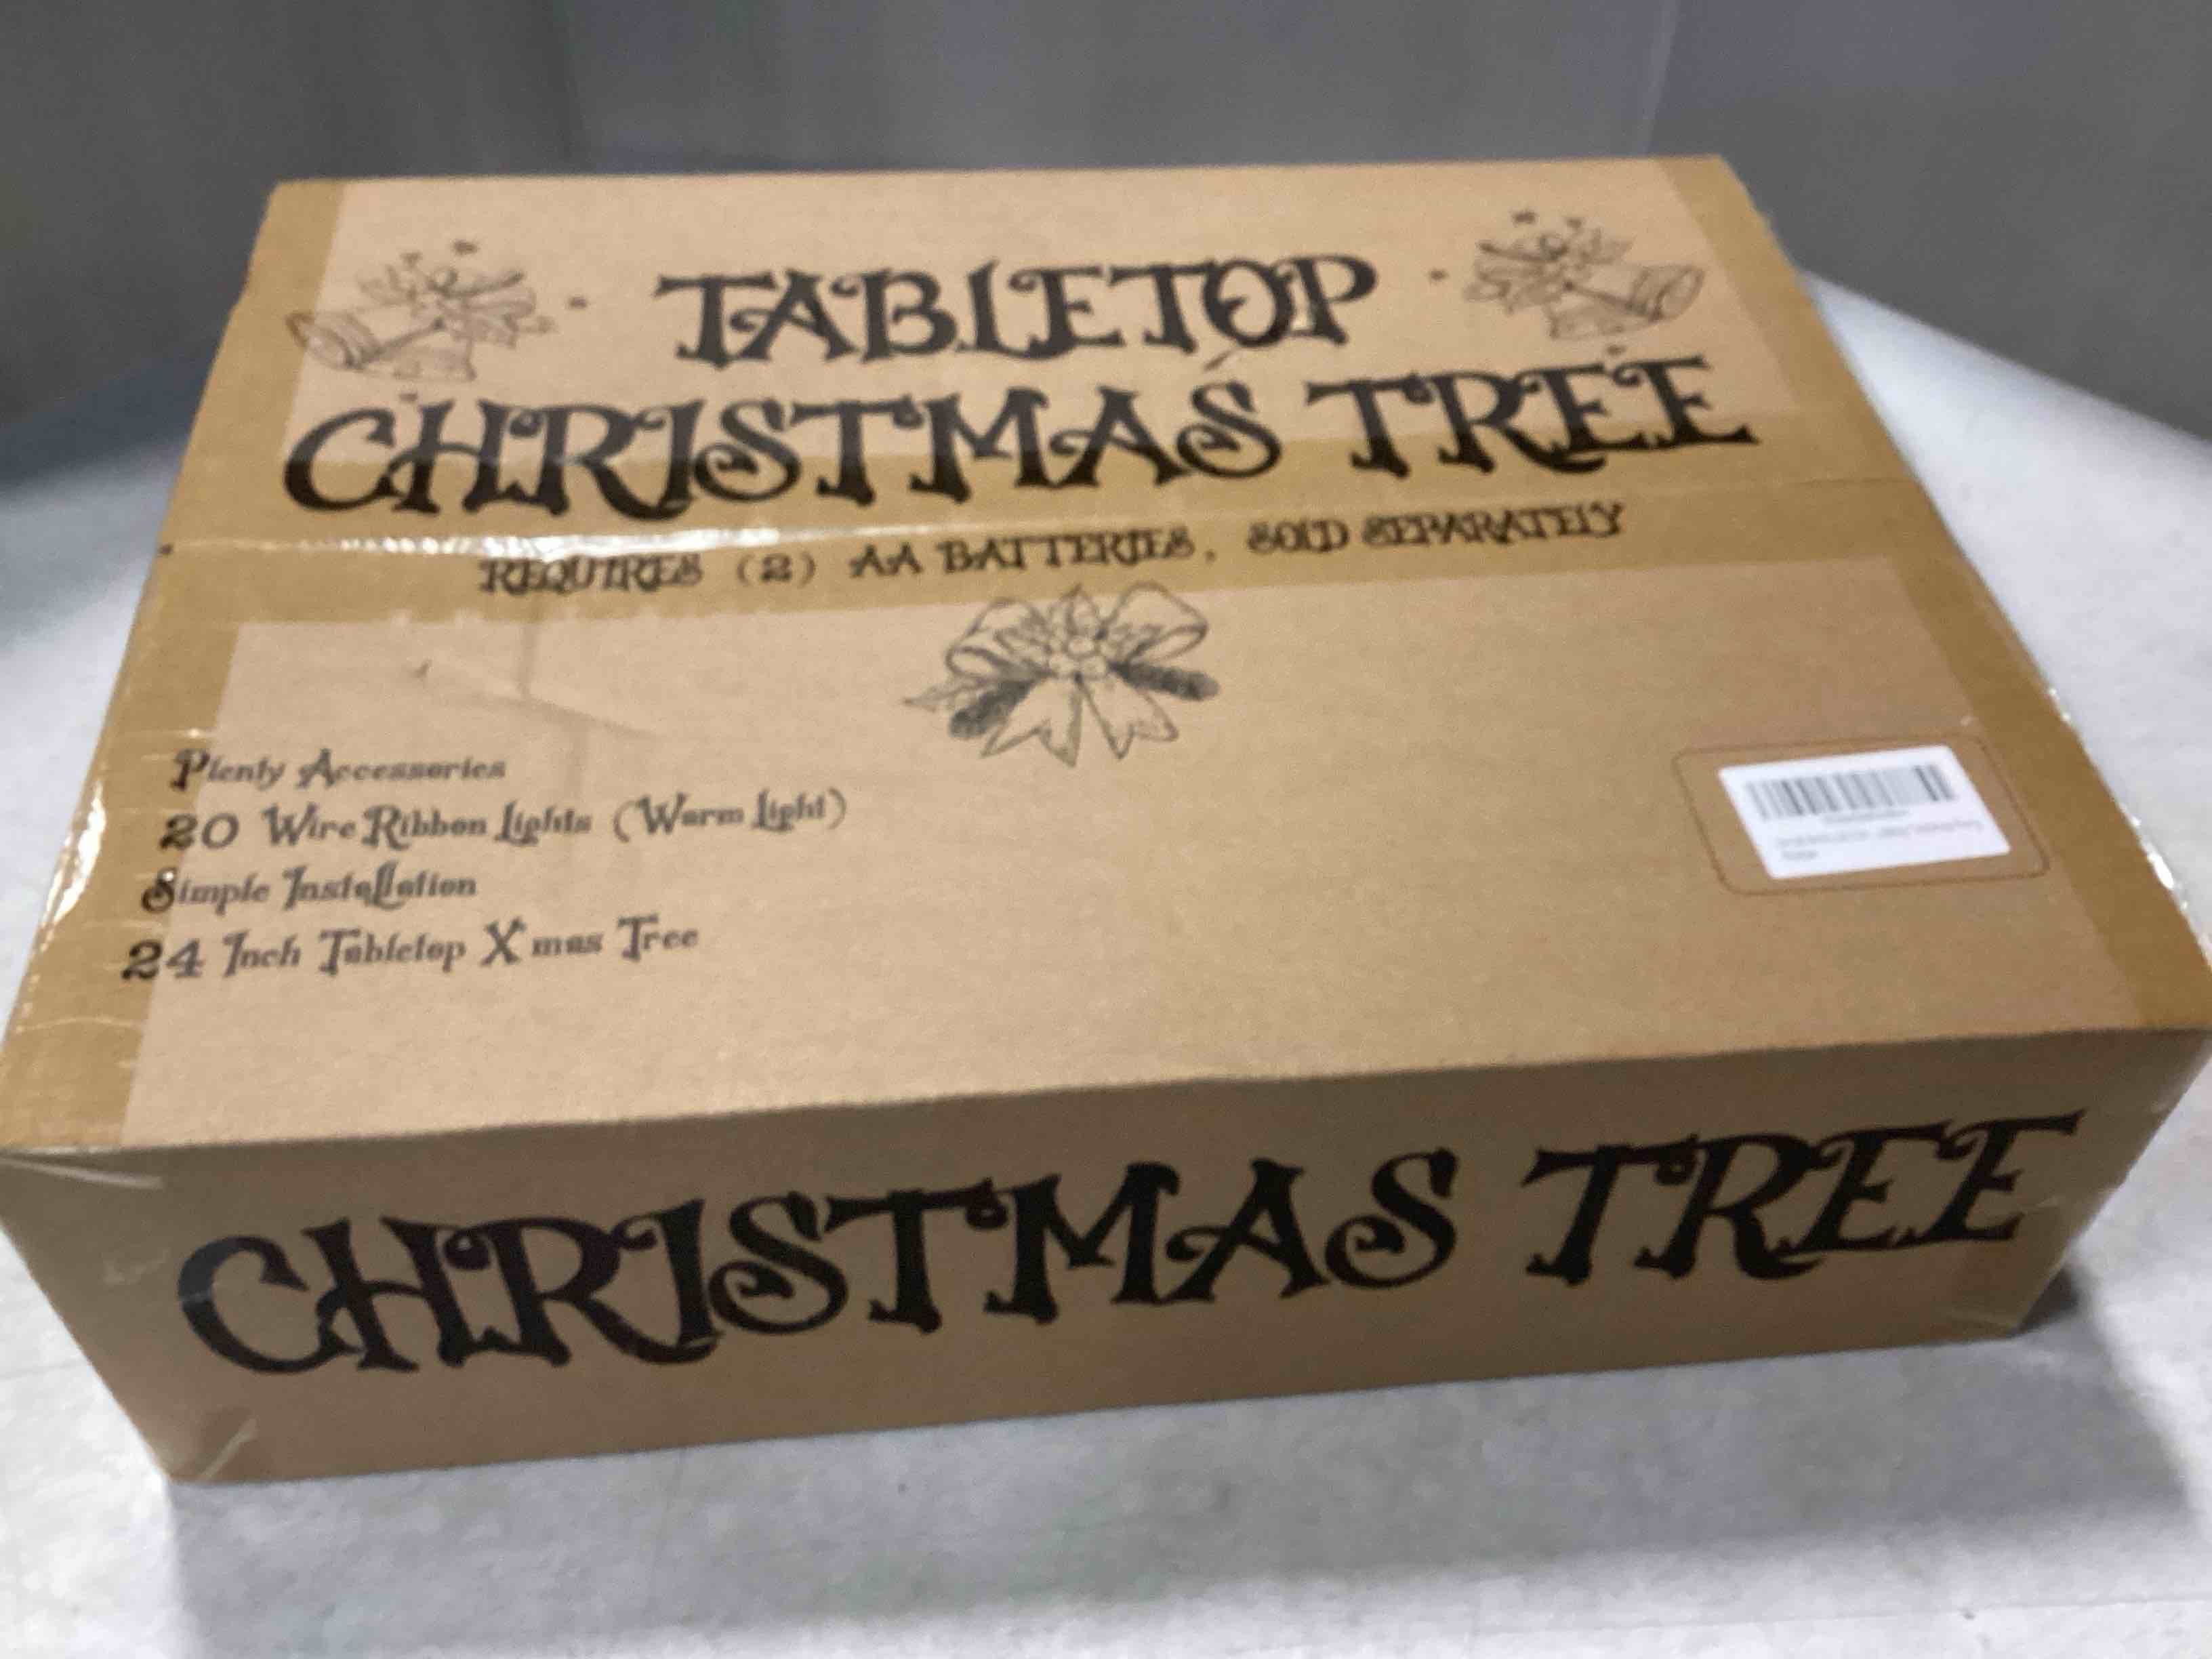 TABLETOP
CHRISTMAS TREE
REQUIRES (2) AA BATTERIES, SOLD SEPARATELY
Plenty Accessories
20 Wire Ribbon Lights (Warm Light)
Simple Installation
24 Inch Tabletop X'mas Tree
CHRISTMAS TREE